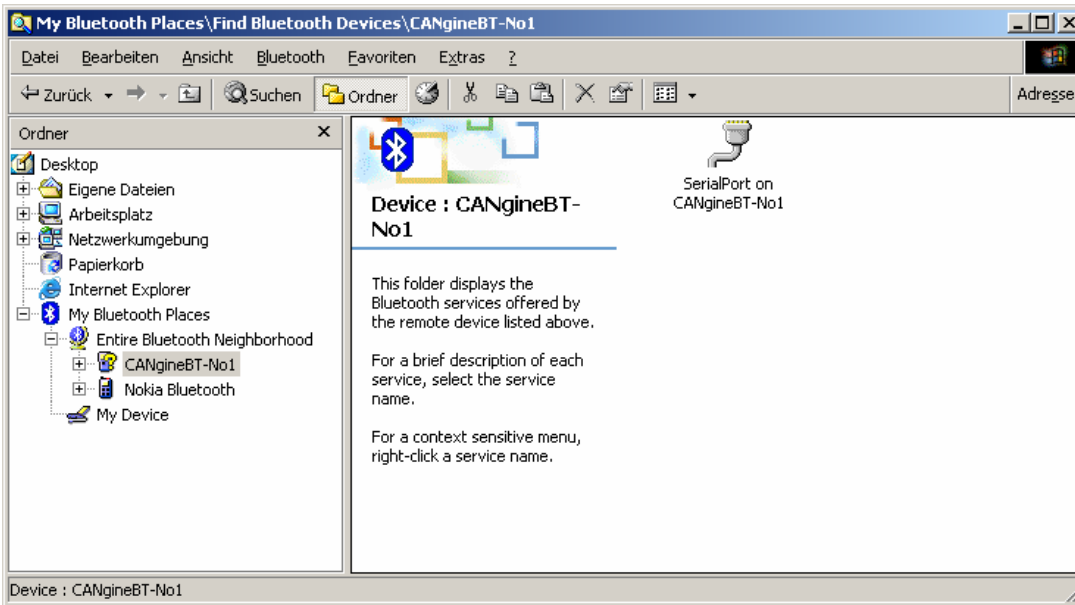 My Bluetooth Places\Find Bluetooth Devices\CANgineBT-No1
Datei Bearbeiten Ansicht Bluetooth Favoriten Extras ?
Zurück Suchen Ordner Adresse
Ordner
Desktop
Eigene Dateien
Arbeitsplatz
Netzwerkumgebung
Papierkorb
Internet Explorer
My Bluetooth Places
Entire Bluetooth Neighborhood
CANgineBT-No1
Nokia Bluetooth
My Device
Device : CANgineBT-
No1
This folder displays the
Bluetooth services offered by
the remote device listed above.
For a brief description of each
service, select the service
name.
For a context sensitive menu,
right-click a service name.
SerialPort on
CANgineBT-No1
Device : CANgineBT-No1